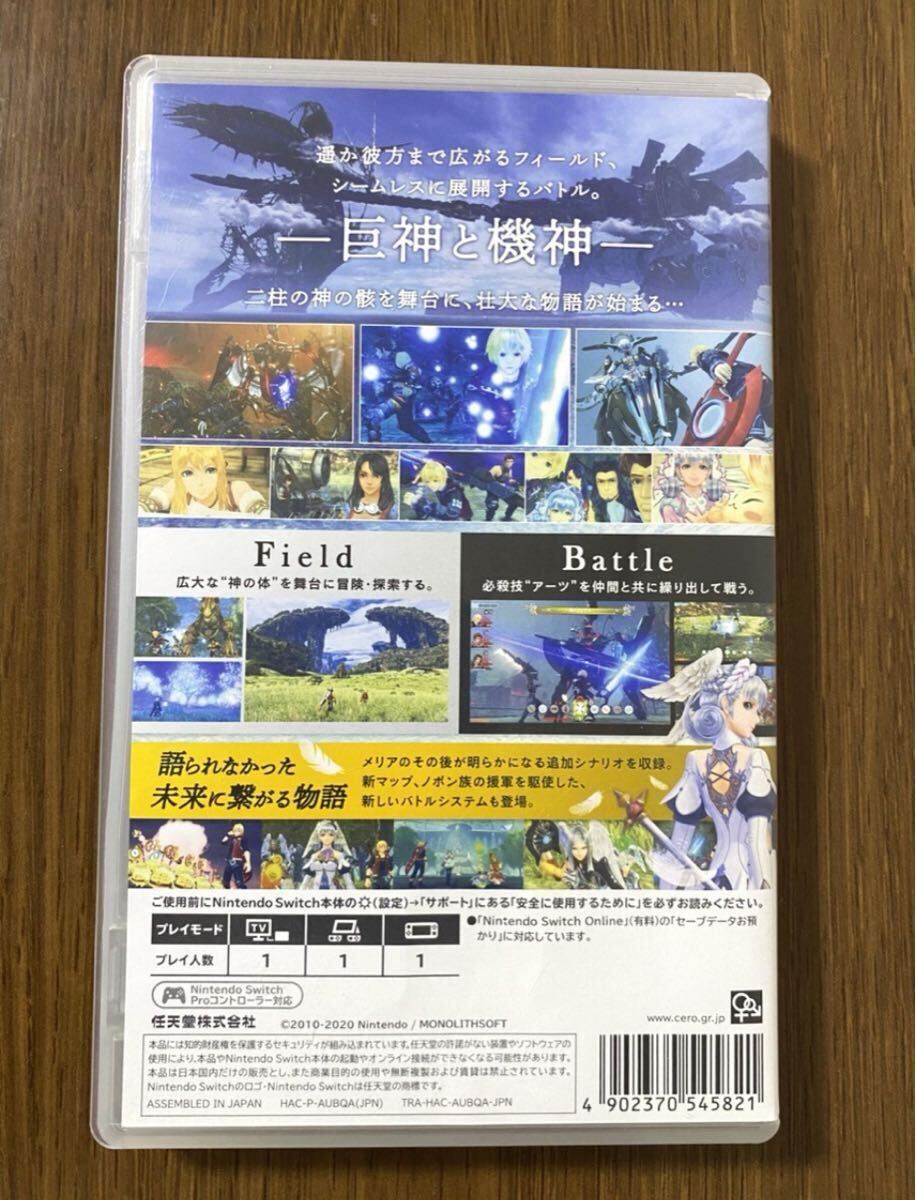 遥か彼方まで広がるフィールド、
シームレスに展開するバトル。
―巨神と機神―
二柱の神の骸を舞台に、壮大な物語が始まる…
Field
広大な“神の体”を舞台に冒険・探索する。
Battle
必殺技“アーツ”を仲間と共に繰り出して戦う。
語られなかった
未来に繋がる物語
メリアのその後が明らかになる追加シナリオを収録。
新マップ、ノポン族の援軍を駆使した、
新しいバトルシステムも登場。
ご使用前にNintendo Switch本体の(設定)→「サポート」にある「安全に使用するために」を必ずお読みください。
プレイモード
TV
プレイ人数 1 1 1
●「Nintendo Switch Online」(有料)の「セーブデータお預
かり」に対応しています。
Nintendo Switch
Proコントローラー対応
任天堂株式会社 ©2010-2020 Nintendo / MONOLITHSOFT
www.cero.gr.jp
本品には知的財産権を保護するセキュリティが組み込まれています。任天堂の許諾がない装置やソフトウェアの
使用により、本品やNintendo Switch本体の起動やオンライン接続ができなくなる可能性があります。
本品は日本国内だけの販売とし、また商業目的の使用や無断複製および賃貸は禁止されています。
Nintendo Switchのロゴ・Nintendo Switchは任天堂の商標です。
ASSEMBLED IN JAPAN HAC-P-AUBQA(JPN) TRA-HAC-AUBQA-JPN
4 902370 545821